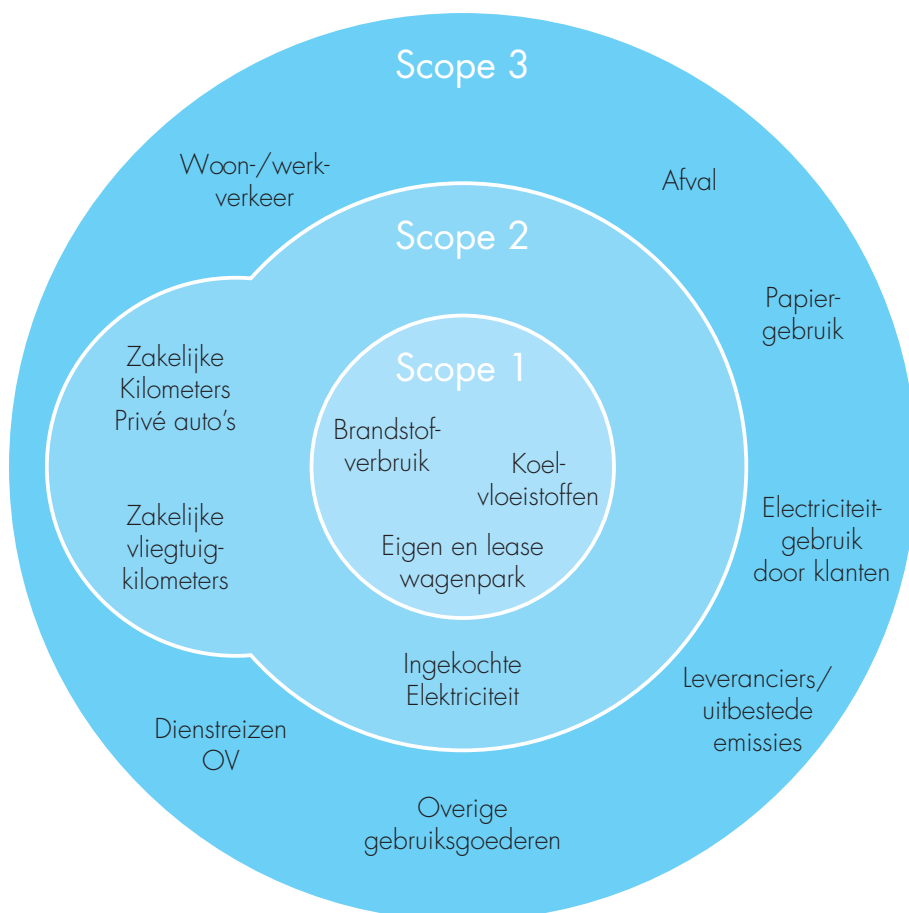 Scope 3
Woon-/werk-
verkeer
Afval
Scope 2
Papier-
gebruik
Zakelijke
Kilometers
Privé auto's
Scope 1
Brandstof-
verbruik
Koel-
vloeistoffen
Zakelijke
vliegtuig-
kilometers
Eigen en lease
wagenpark
Electriciteit-
gebruik
door klanten
Ingekochte
Elektriciteit
Leveranciers/
uitbestede
emissies
Dienstreizen
OV
Overige
gebruiksgoederen